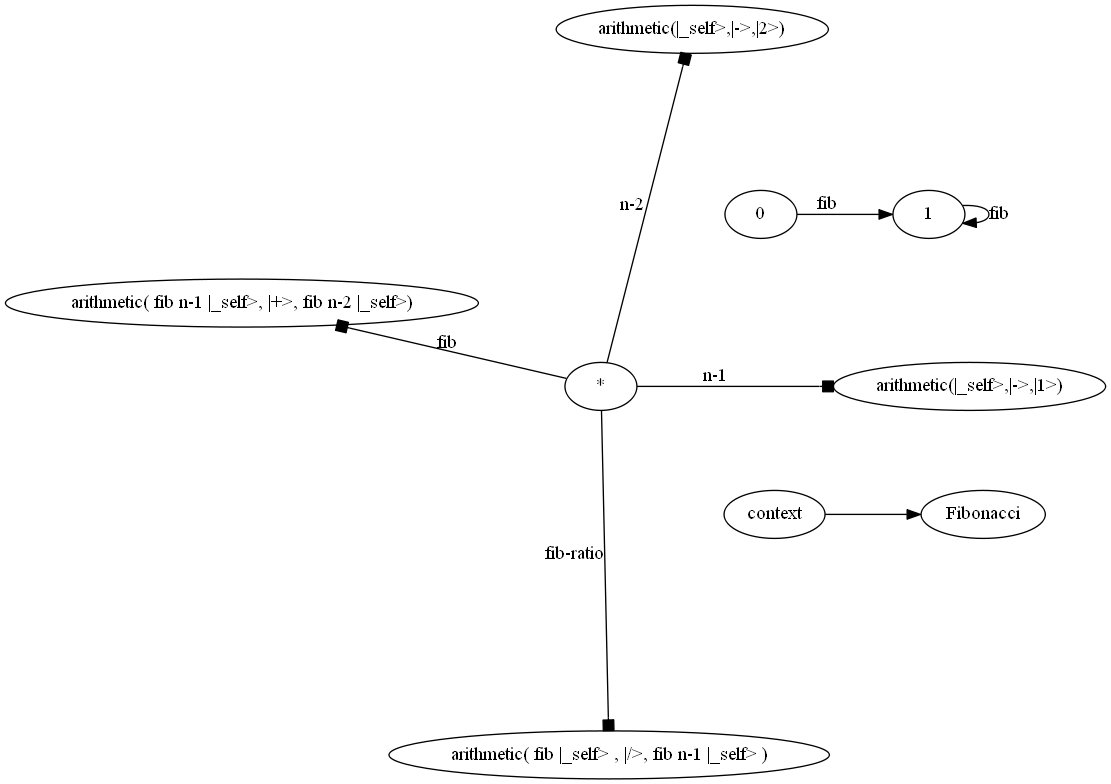 arithmetic(|_self>,|->,|2>)
n-2
0
fib
1
fib
arithmetic( fib n-1 |_self>, |+>, fib n-2 |_self>)
fib
*
n-1
arithmetic(|_self>,|->,|1>)
context
Fibonacci
fib-ratio
arithmetic( fib |_self> , |/>, fib n-1 |_self> )